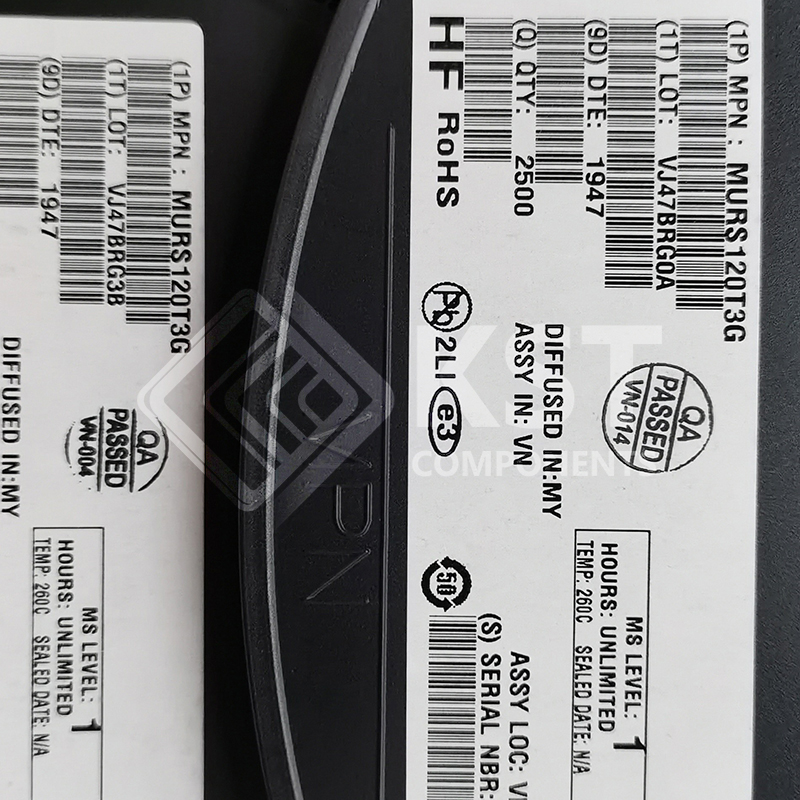 (1P) MPN : MURS120T3G
(1T) LOT: VJ47BRG3B
(9D) DTE: 1947
QA
PASSED
VN-004
DIFFUSED IN:MY
MS LEVEL: 1
HOURS: UNLIMITED
TEMP: 260C SEALED DATE: N/A
(1P) MPN : MURS120T3G
(1T) LOT: VJ47BRG0A
(9D) DTE: 1947
(Q) QTY: 2500
HF RoHS
QA
PASSED
VN-014
DIFFUSED IN:MY
ASSY IN: VN
Pb 2LI e3
MS LEVEL: 1
HOURS: UNLIMITED
TEMP: 260C SEALED DATE: N/A
ASSY LOC:
(S) SERIAL NBR:
50
KST
COMPONENTS